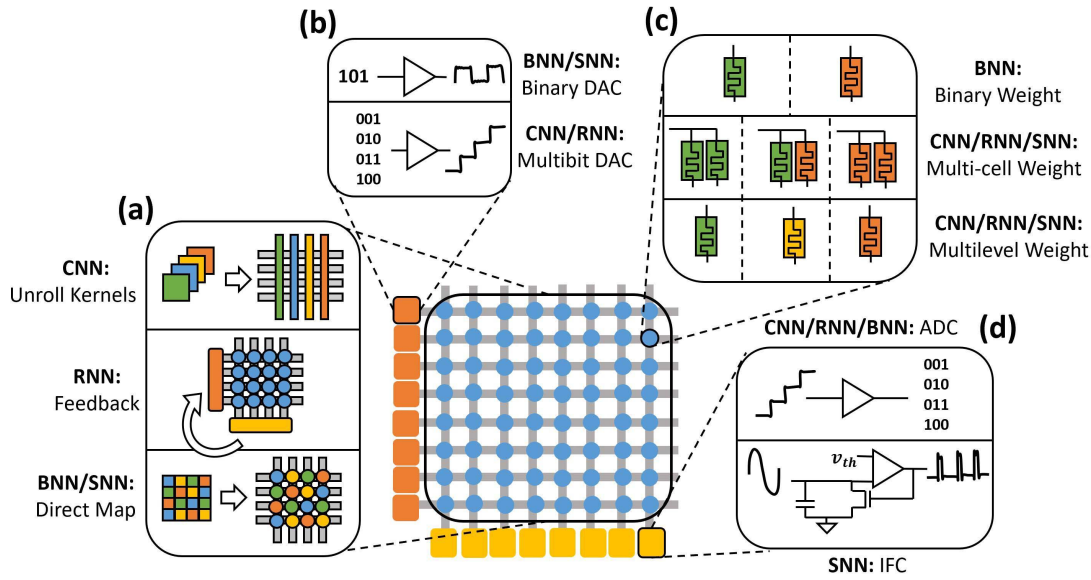 (b)
101
BNN/SNN:
Binary DAC
001
010
011
100
CNN/RNN:
Multibit DAC
(c)
BNN:
Binary Weight
CNN/RNN/SNN:
Multi-cell Weight
CNN/RNN/SNN:
Multilevel Weight
(a)
CNN:
Unroll Kernels
RNN:
Feedback
BNN/SNN:
Direct Map
CNN/RNN/BNN: ADC
(d)
001
010
011
100
vth
SNN: IFC